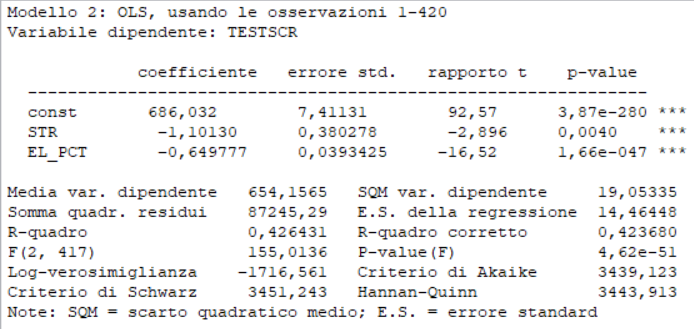 Modello 2: OLS, usando le osservazioni 1-420
Variabile dipendente: TESTSCR
coefficiente errore std. rapporto t p-value
---------------------------------------------------------------
const 686,032 7,41131 92,57 3,87e-280 ***
STR -1,10130 0,380278 -2,896 0,0040 ***
EL_PCT -0,649777 0,0393425 -16,52 1,66e-047 ***
Media var. dipendente 654,1565 SQM var. dipendente 19,05335
Somma quadr. residui 87245,29 E.S. della regressione 14,46448
R-quadro 0,426431 R-quadro corretto 0,423680
F(2, 417) 155,0136 P-value(F) 4,62e-51
Log-verosimiglianza -1716,561 Criterio di Akaike 3439,123
Criterio di Schwarz 3451,243 Hannan-Quinn 3443,913
Note: SQM = scarto quadratico medio; E.S. = errore standard